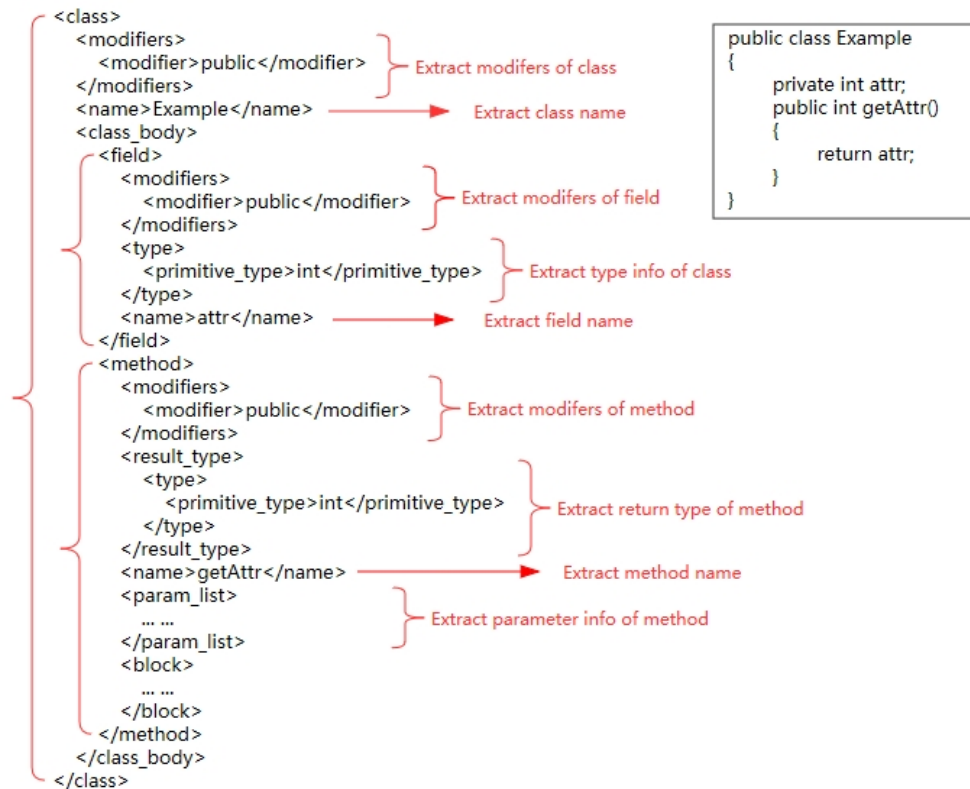 <class>
<modifiers>
<modifier>public</modifier>
Extract modifers of class
</modifiers>
<name>Example</name>
Extract class name
<class_body>
<field>
<modifiers>
<modifier>public</modifier>
Extract modifers of field
</modifiers>
<type>
<primitive_type>int</primitive_type>
Extract type info of class
</type>
<name>attr</name>
Extract field name
</field>
<method>
<modifiers>
<modifier>public</modifier>
Extract modifers of method
</modifiers>
<result_type>
<type>
<primitive_type>int</primitive_type>
Extract return type of method
</type>
</result_type>
<name>getAttr</name>
Extract method name
<param_list>
... ...
Extract parameter info of method
</param_list>
<block>
... ...
</block>
</method>
</class_body>
</class>
public class Example
{
private int attr;
public int getAttr()
{
return attr;
}
}